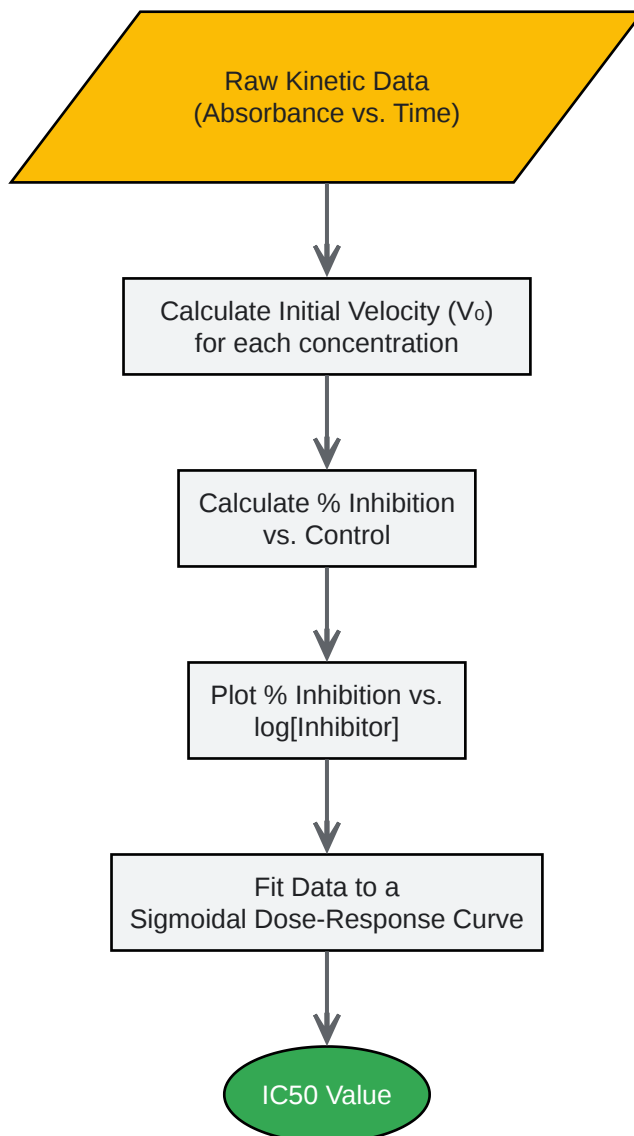 Raw Kinetic Data
(Absorbance vs. Time)
Calculate Initial Velocity (V₀)
for each concentration
Calculate % Inhibition
vs. Control
Plot % Inhibition vs.
log[Inhibitor]
Fit Data to a
Sigmoidal Dose-Response Curve
IC50 Value